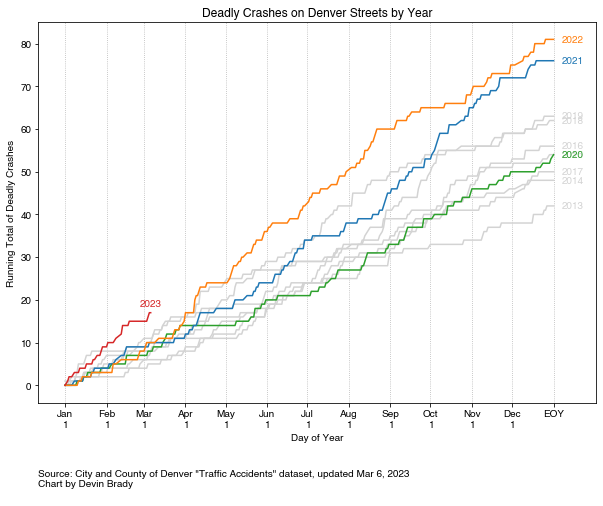 Deadly Crashes on Denver Streets by Year
Running Total of Deadly Crashes
80
70
60
50
40
30
20
10
0
2022
2021
2019
2018
2016
2020
2017
2014
2013
2023
Jan Feb Mar Apr May Jun Jul Aug Sep Oct Nov Dec EOY
1 1 1 1 1 1 1 1 1 1 1 1
Day of Year
Source: City and County of Denver "Traffic Accidents" dataset, updated Mar 6, 2023
Chart by Devin Brady